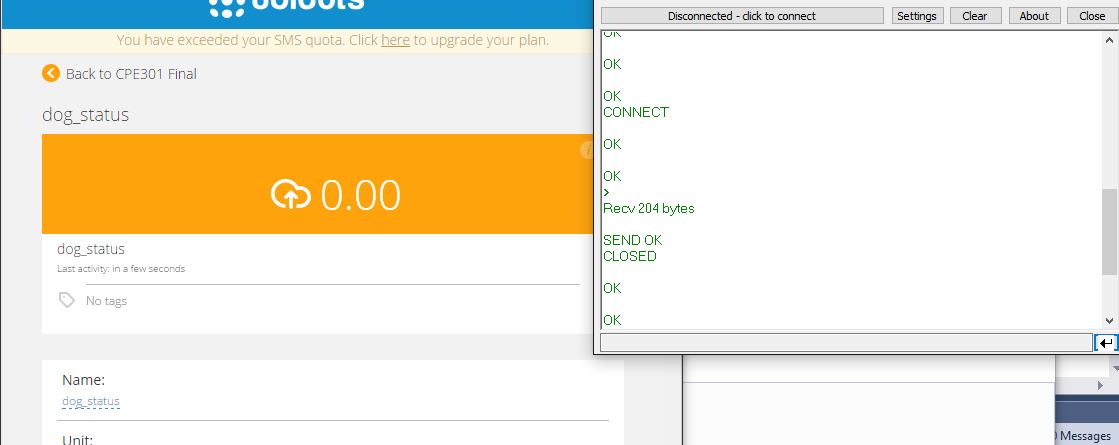 You have exceeded your SMS quota. Click here to upgrade your plan.
Back to CPE301 Final
dog_status
0.00
dog_status
Last activity: in a few seconds
No tags
Name:
dog_status
Unit:
Disconnected - click to connect
Settings
Clear
About
Close
OK
OK
OK
CONNECT
OK
OK
>
Recv 204 bytes
SEND OK
CLOSED
OK
OK
Messages